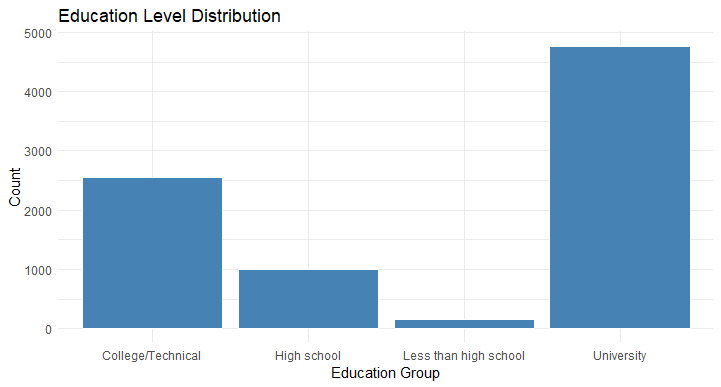 Education Level Distribution
5000
4000
3000
2000
1000
0
Count
College/Technical High school Less than high school University
Education Group